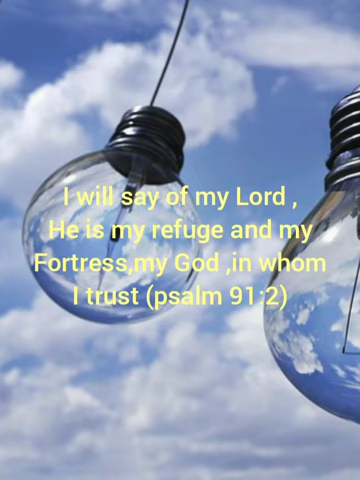 I will say of my Lord ,
He is my refuge and my
Fortress,my God ,in whom
I trust (psalm 91:2)